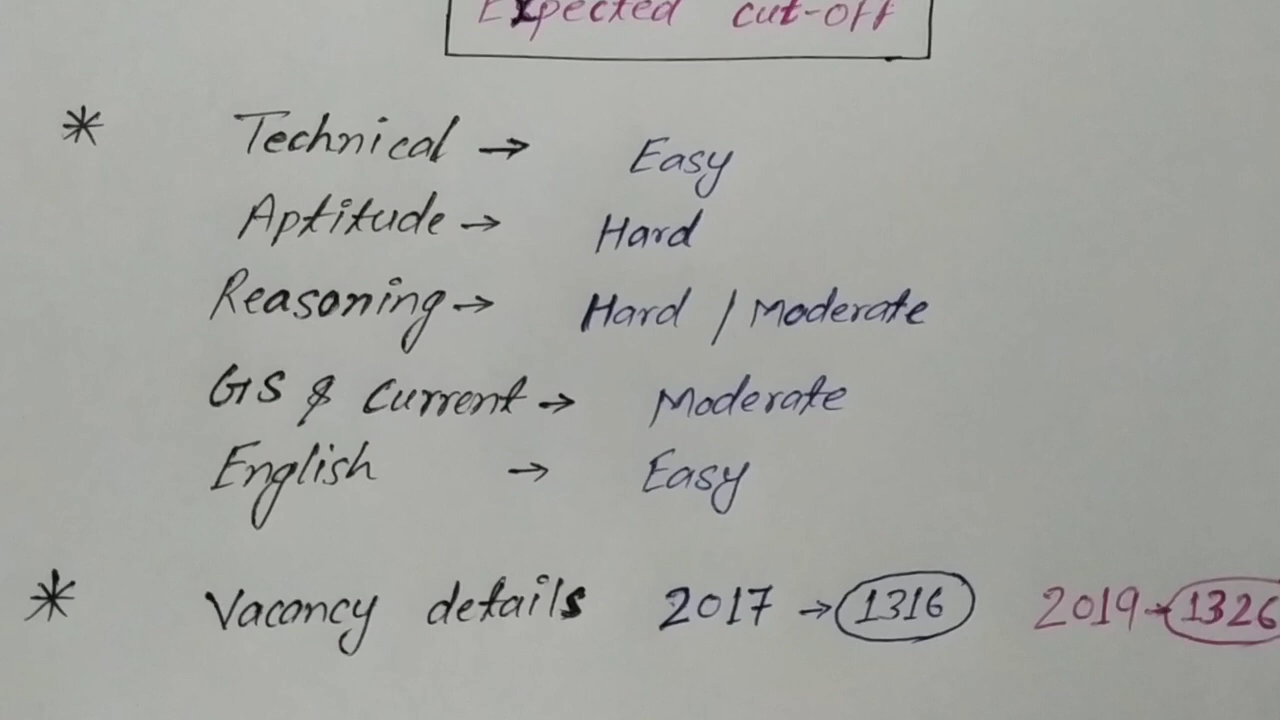 Expected cut-off
* Technical → Easy
Aptitude → Hard
Reasoning → Hard / Moderate
GS & Current → Moderate
English → Easy
* Vacancy details 2017 → 1316 2019 → 1326